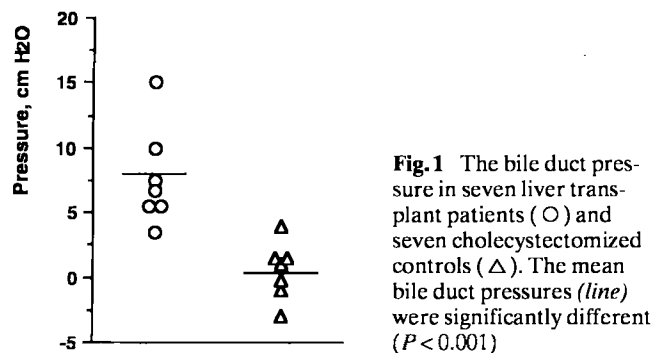 Pressure, cm H2O
20
15
10
5
0
-5
Fig. 1 The bile duct pres-
sure in seven liver trans-
plant patients (○) and
seven cholecystectomized
controls (△). The mean
bile duct pressures (line)
were significantly different
(P < 0.001)